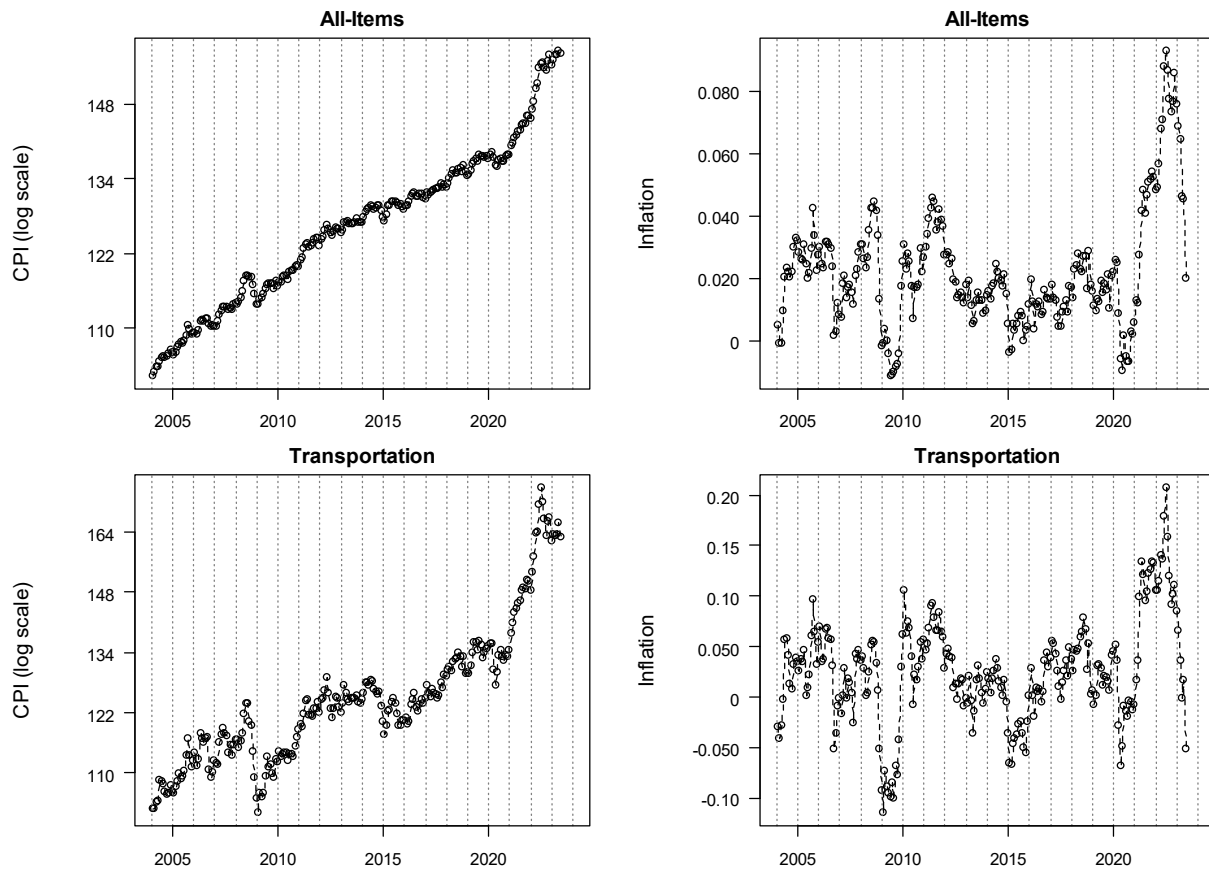 All-Items
CPI (log scale)
148
134
122
110
2005 2010 2015 2020
All-Items
Inflation
0.080
0.060
0.040
0.020
0
2005 2010 2015 2020
Transportation
CPI (log scale)
164
148
134
122
110
2005 2010 2015 2020
Transportation
Inflation
0.20
0.15
0.10
0.050
0
-0.050
-0.10
2005 2010 2015 2020